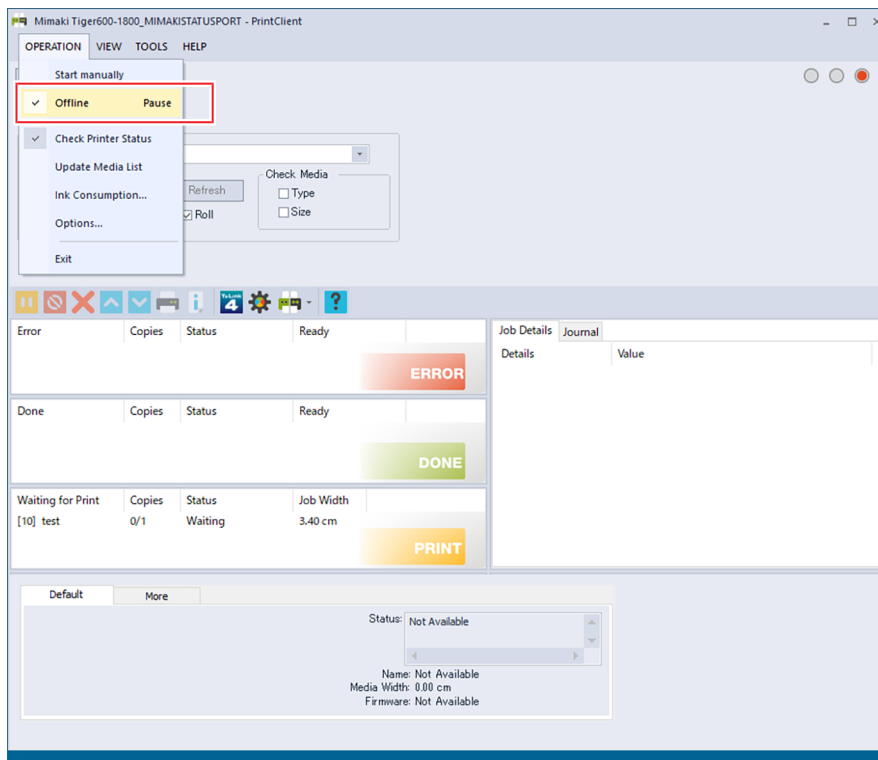 Mimaki Tiger600-1800_MIMAKISTATUSPORT - PrintClient
OPERATION VIEW TOOLS HELP
Start manually
Offline Pause
Check Printer Status
Update Media List
Ink Consumption...
Options...
Exit
Refresh
Roll
Check Media
Type
Size
TxLink
4
?
Error Copies Status Ready
ERROR
Done Copies Status Ready
DONE
Waiting for Print Copies Status Job Width
[10] test 0/1 Waiting 3.40 cm
PRINT
Job Details Journal
Details Value
Default More
Status: Not Available
Name: Not Available
Media Width: 0.00 cm
Firmware: Not Available